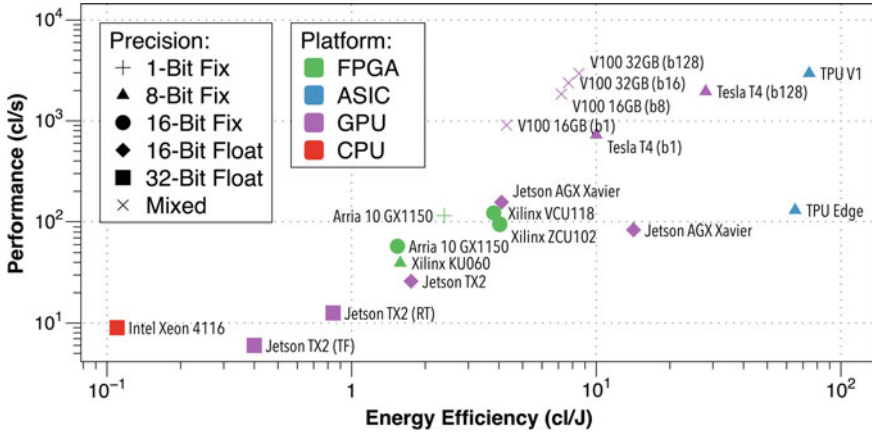 10⁴
10³
10²
10¹
Performance (cl/s)
Precision:
1-Bit Fix
8-Bit Fix
16-Bit Fix
16-Bit Float
32-Bit Float
Mixed
Platform:
FPGA
ASIC
GPU
CPU
V100 32GB (b128)
V100 32GB (b16)
V100 16GB (b8)
V100 16GB (b1)
TPU V1
Tesla T4 (b128)
Tesla T4 (b1)
Jetson AGX Xavier
Arria 10 GX1150
Xilinx VCU118
TPU Edge
Xilinx ZCU102
Jetson AGX Xavier
Arria 10 GX1150
Xilinx KU060
Jetson TX2
Jetson TX2 (RT)
Intel Xeon 4116
Jetson TX2 (TF)
10⁻¹ 1 10¹ 10²
Energy Efficiency (cl/J)